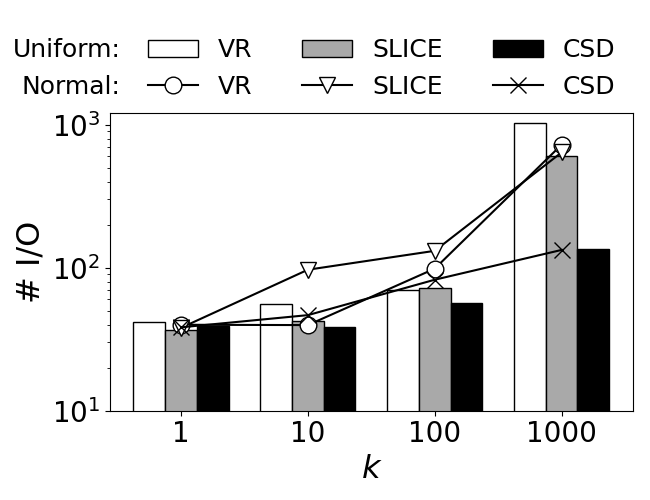 Uniform: VR SLICE CSD
Normal: VR SLICE CSD
10³
10²
10¹
# I/O
1 10 100 1000
k